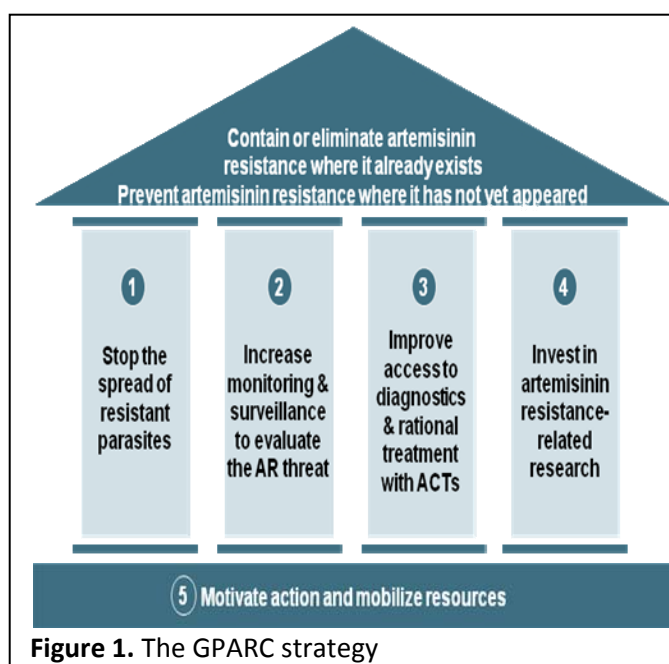 Contain or eliminate artemisinin
resistance where it already exists
Prevent artemisinin resistance where it has not yet appeared
1
Stop the
spread of
resistant
parasites
2
Increase
monitoring &
surveillance
to evaluate
the AR threat
3
Improve
access to
diagnostics
& rational
treatment
with ACTs
4
Invest in
artemisinin
resistance-
related
research
5 Motivate action and mobilize resources
Figure 1. The GPARC strategy